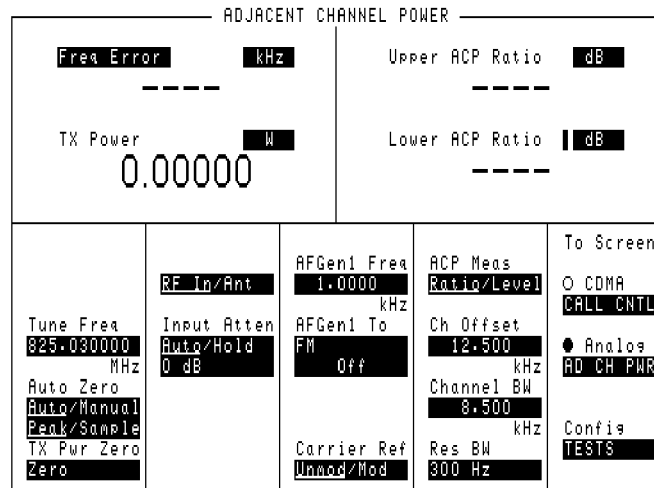 ADJACENT CHANNEL POWER
Freq Error kHz
----
TX Power W
0.00000
Upper ACP Ratio dB
----
Lower ACP Ratio dB
----
Tune Freq
825.030000
MHz
Auto Zero
Auto/Manual
Peak/Sample
TX Pwr Zero
Zero
RF In/Ant
Input Atten
Auto/Hold
0 dB
AFGen1 Freq
1.0000
kHz
AFGen1 To
FM
Off
Carrier Ref
Unmod/Mod
ACP Meas
Ratio/Level
Ch Offset
12.500
kHz
Channel BW
8.500
kHz
Res BW
300 Hz
To Screen
CDMA
CALL CNTL
Analog
AD CH PWR
Config
TESTS